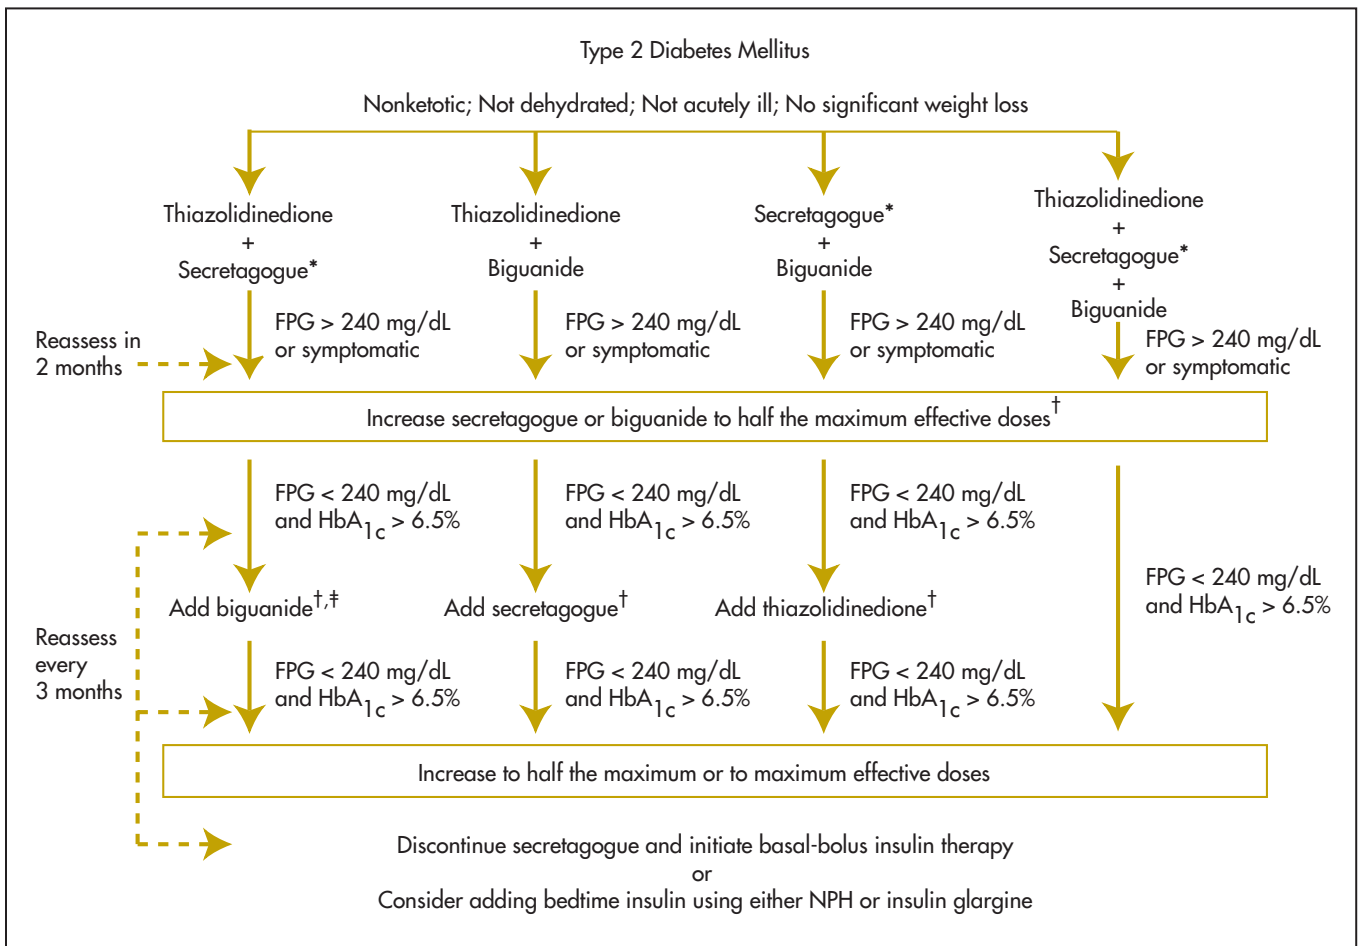 Type 2 Diabetes Mellitus
Nonketotic; Not dehydrated; Not acutely ill; No significant weight loss
Thiazolidinedione
+
Secretagogue*
Thiazolidinedione
+
Biguanide
Secretagogue*
+
Biguanide
Thiazolidinedione
+
Secretagogue*
+
Biguanide
Reassess in
2 months
FPG > 240 mg/dL
or symptomatic
FPG > 240 mg/dL
or symptomatic
FPG > 240 mg/dL
or symptomatic
FPG > 240 mg/dL
or symptomatic
Increase secretagogue or biguanide to half the maximum effective doses†
FPG < 240 mg/dL
and HbA1c > 6.5%
FPG < 240 mg/dL
and HbA1c > 6.5%
FPG < 240 mg/dL
and HbA1c > 6.5%
FPG < 240 mg/dL
and HbA1c > 6.5%
Add biguanide†,‡
Add secretagogue†
Add thiazolidinedione†
Reassess
every
3 months
FPG < 240 mg/dL
and HbA1c > 6.5%
FPG < 240 mg/dL
and HbA1c > 6.5%
FPG < 240 mg/dL
and HbA1c > 6.5%
Increase to half the maximum or to maximum effective doses
Discontinue secretagogue and initiate basal-bolus insulin therapy
or
Consider adding bedtime insulin using either NPH or insulin glargine